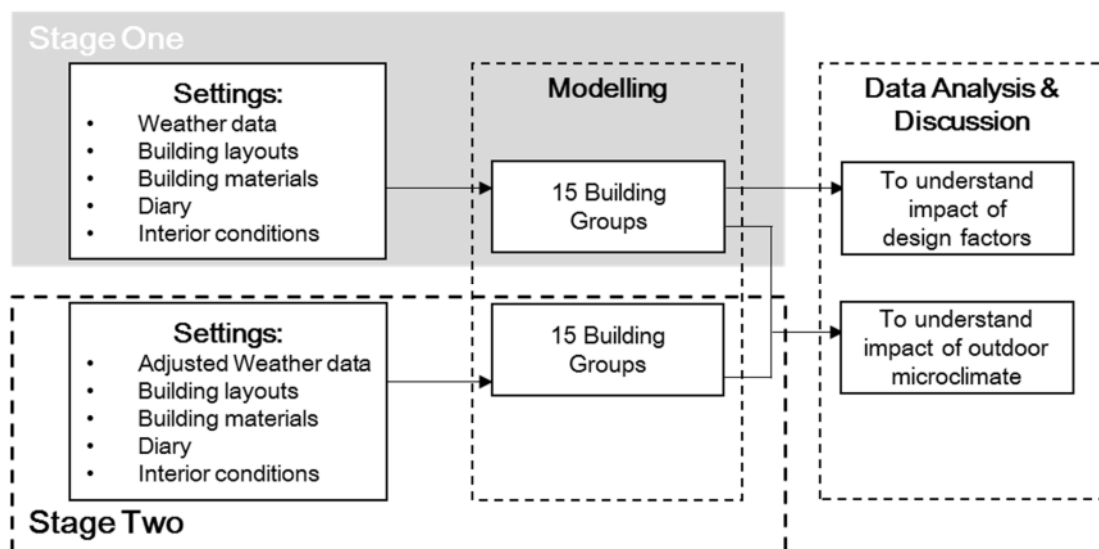 Stage One
Settings:
• Weather data
• Building layouts
• Building materials
• Diary
• Interior conditions
Modelling
15 Building
Groups
Data Analysis &
Discussion
To understand
impact of
design factors
Settings:
• Adjusted Weather data
• Building layouts
• Building materials
• Diary
• Interior conditions
15 Building
Groups
To understand
impact of outdoor
microclimate
Stage Two